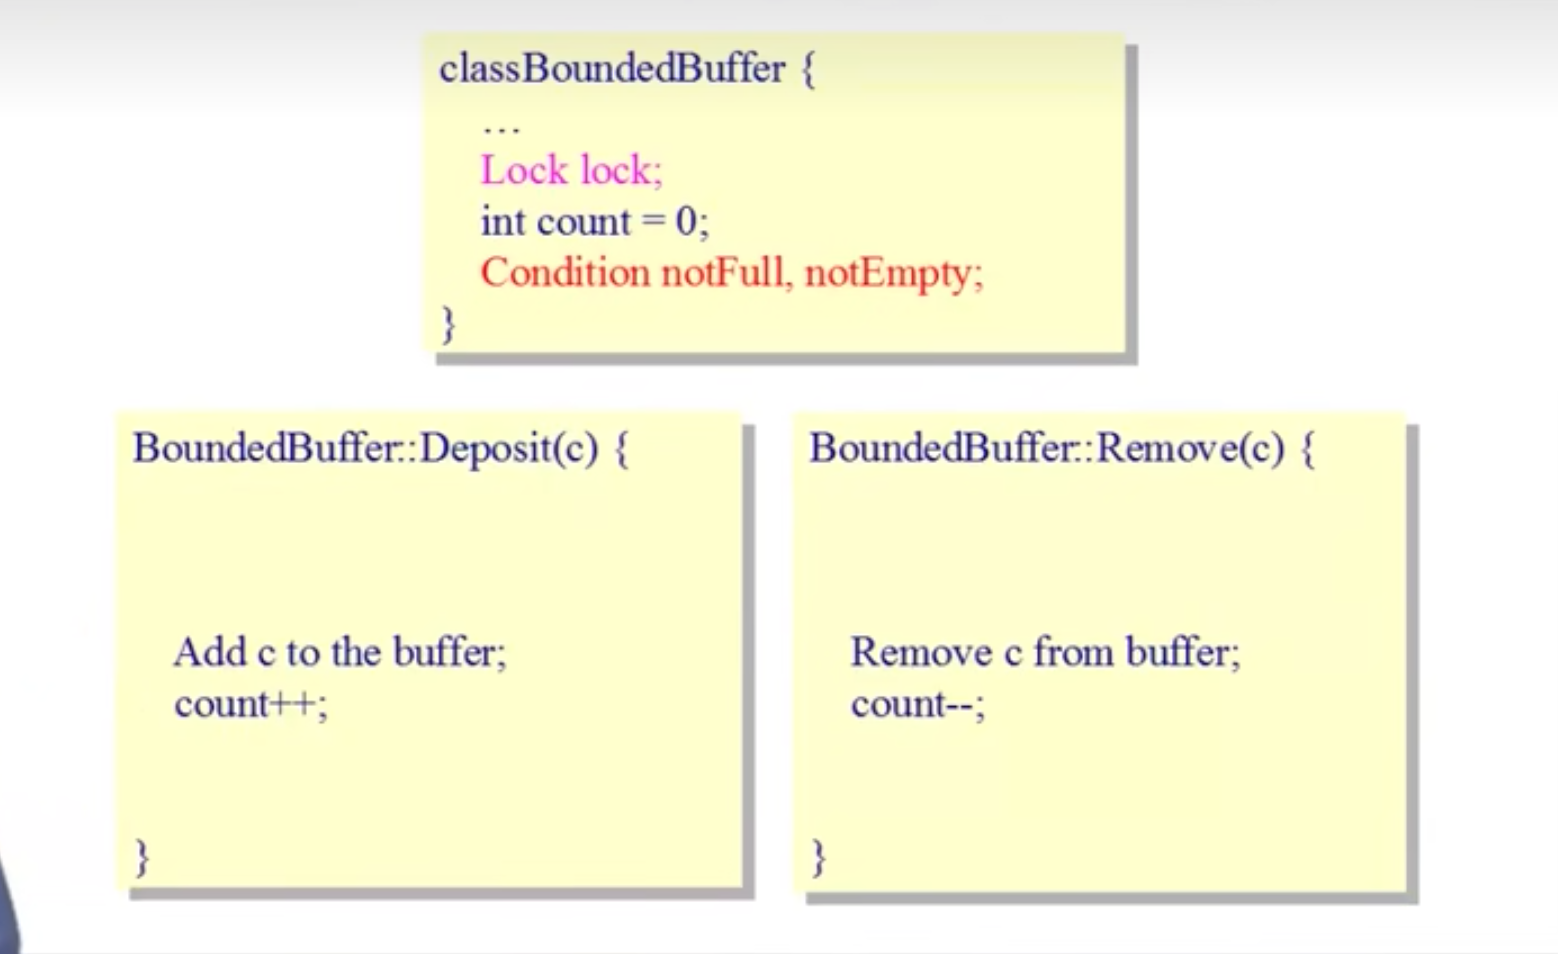 classBoundedBuffer {
...
Lock lock;
int count = 0;
Condition notFull, notEmpty;
}
BoundedBuffer::Deposit(c) {
Add c to the buffer;
count++;
}
BoundedBuffer::Remove(c) {
Remove c from buffer;
count--;
}